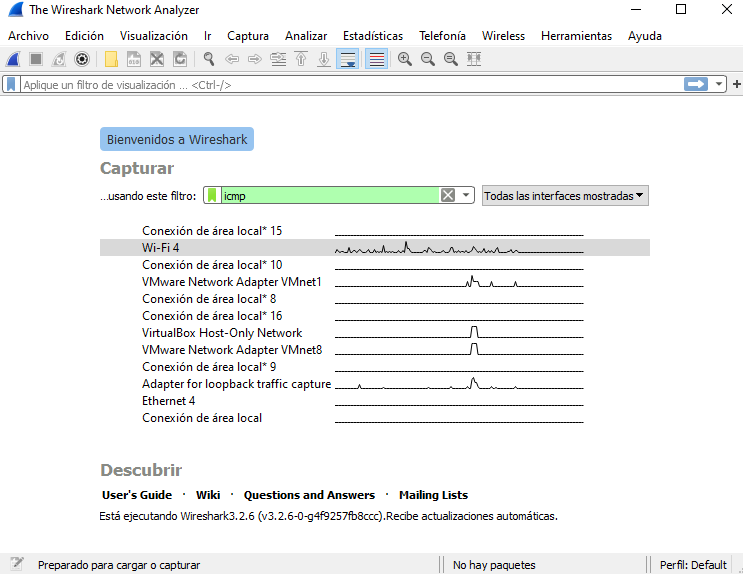 The Wireshark Network Analyzer
Archivo Edición Visualización Ir Captura Analizar Estadísticas Telefonía Wireless Herramientas Ayuda
Aplique un filtro de visualización ... <Ctrl-/>
Bienvenidos a Wireshark
Capturar
...usando este filtro: icmp Todas las interfaces mostradas
Conexión de área local* 15
Wi-Fi 4
Conexión de área local* 10
VMware Network Adapter VMnet1
Conexión de área local* 8
Conexión de área local* 16
VirtualBox Host-Only Network
VMware Network Adapter VMnet8
Conexión de área local* 9
Adapter for loopback traffic capture
Ethernet 4
Conexión de área local
Descubrir
User's Guide · Wiki · Questions and Answers · Mailing Lists
Está ejecutando Wireshark3.2.6 (v3.2.6-0-g4f9257fb8ccc).Recibe actualizaciones automáticas.
Preparado para cargar o capturar No hay paquetes Perfil: Default